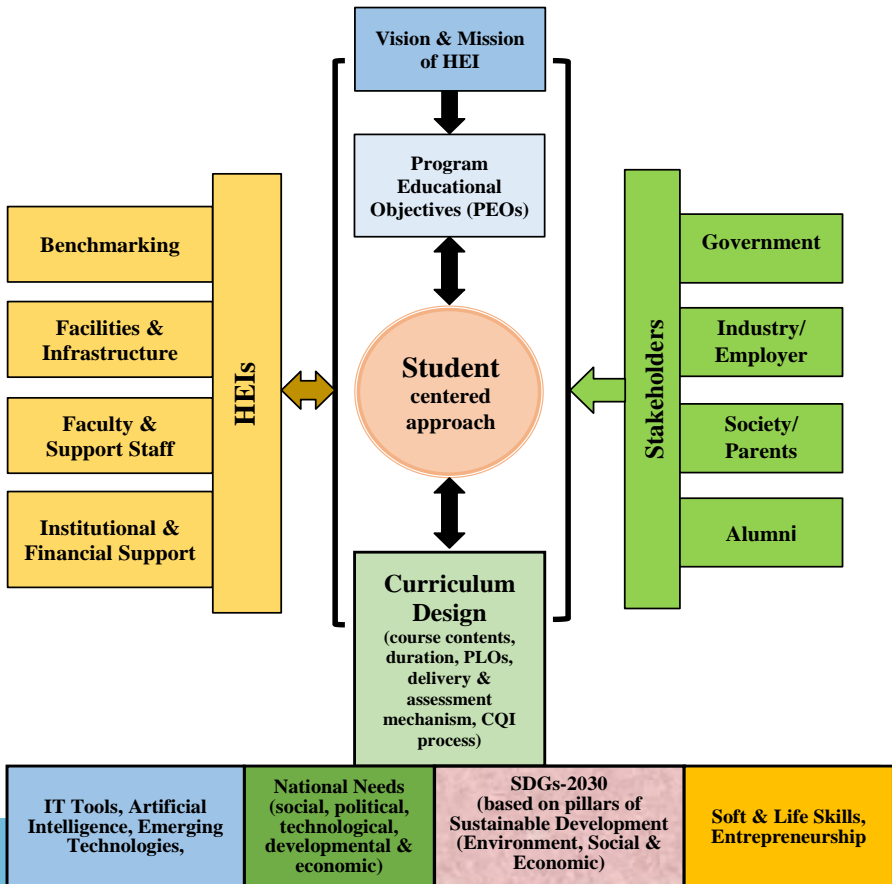 Vision & Mission
of HEI
Program
Educational
Objectives (PEOs)
Benchmarking
Facilities &
Infrastructure
Faculty &
Support Staff
Institutional &
Financial Support
HEIs
Student
centered
approach
Stakeholders
Government
Industry/
Employer
Society/
Parents
Alumni
Curriculum
Design
(course contents,
duration, PLOs,
delivery &
assessment
mechanism, CQI
process)
IT Tools, Artificial
Intelligence, Emerging
Technologies,
National Needs
(social, political,
technological,
developmental &
economic)
SDGs-2030
(based on pillars of
Sustainable Development
(Environment, Social &
Economic)
Soft & Life Skills,
Entrepreneurship